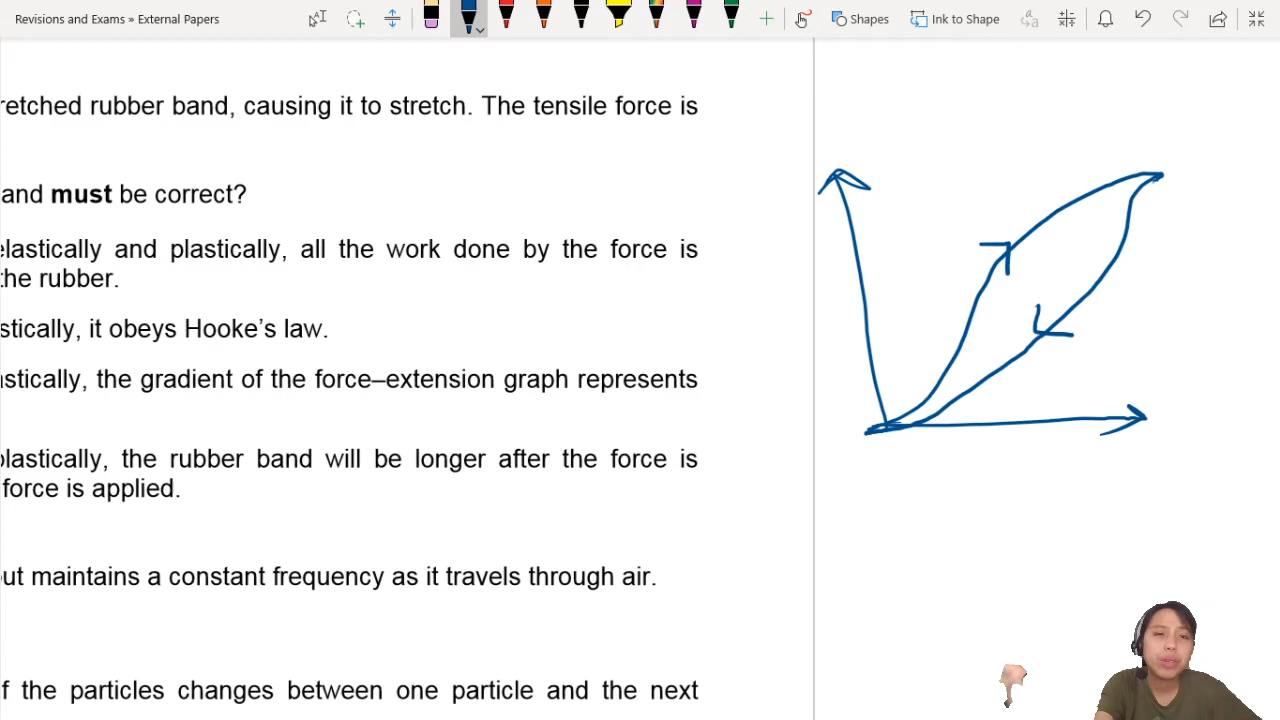 Revisions and Exams » External Papers
Shapes
Ink to Shape
retched rubber band, causing it to stretch. The tensile force is
and must be correct?
elastically and plastically, all the work done by the force is
the rubber.
stically, it obeys Hooke's law.
astically, the gradient of the force–extension graph represents
plastically, the rubber band will be longer after the force is
force is applied.
out maintains a constant frequency as it travels through air.
f the particles changes between one particle and the next